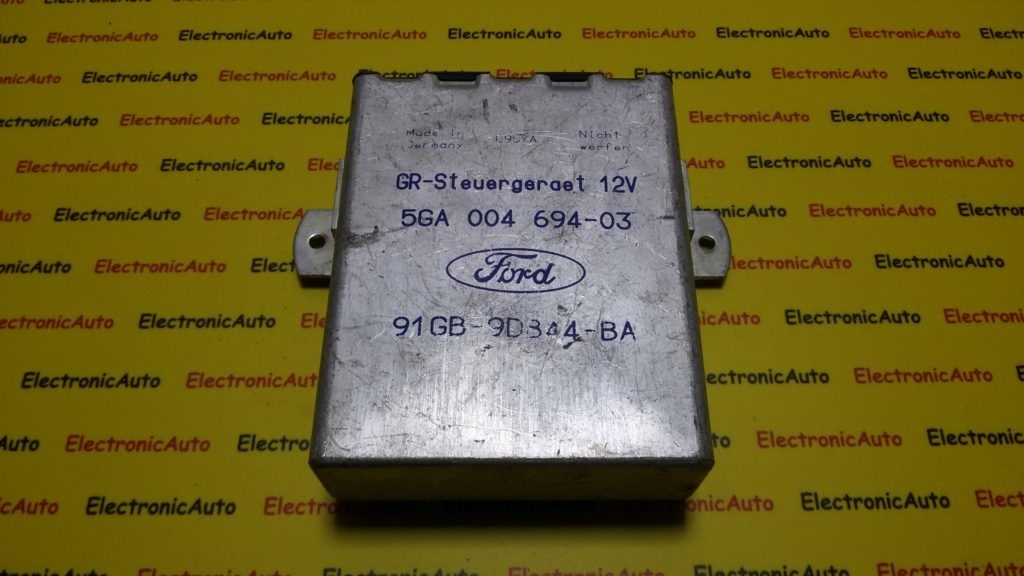 Made in Germany
Nicht werfen
GR-Steuergeraet 12V
5GA 004 694-03
Ford
91GB-9D844-BA
ElectronicAuto